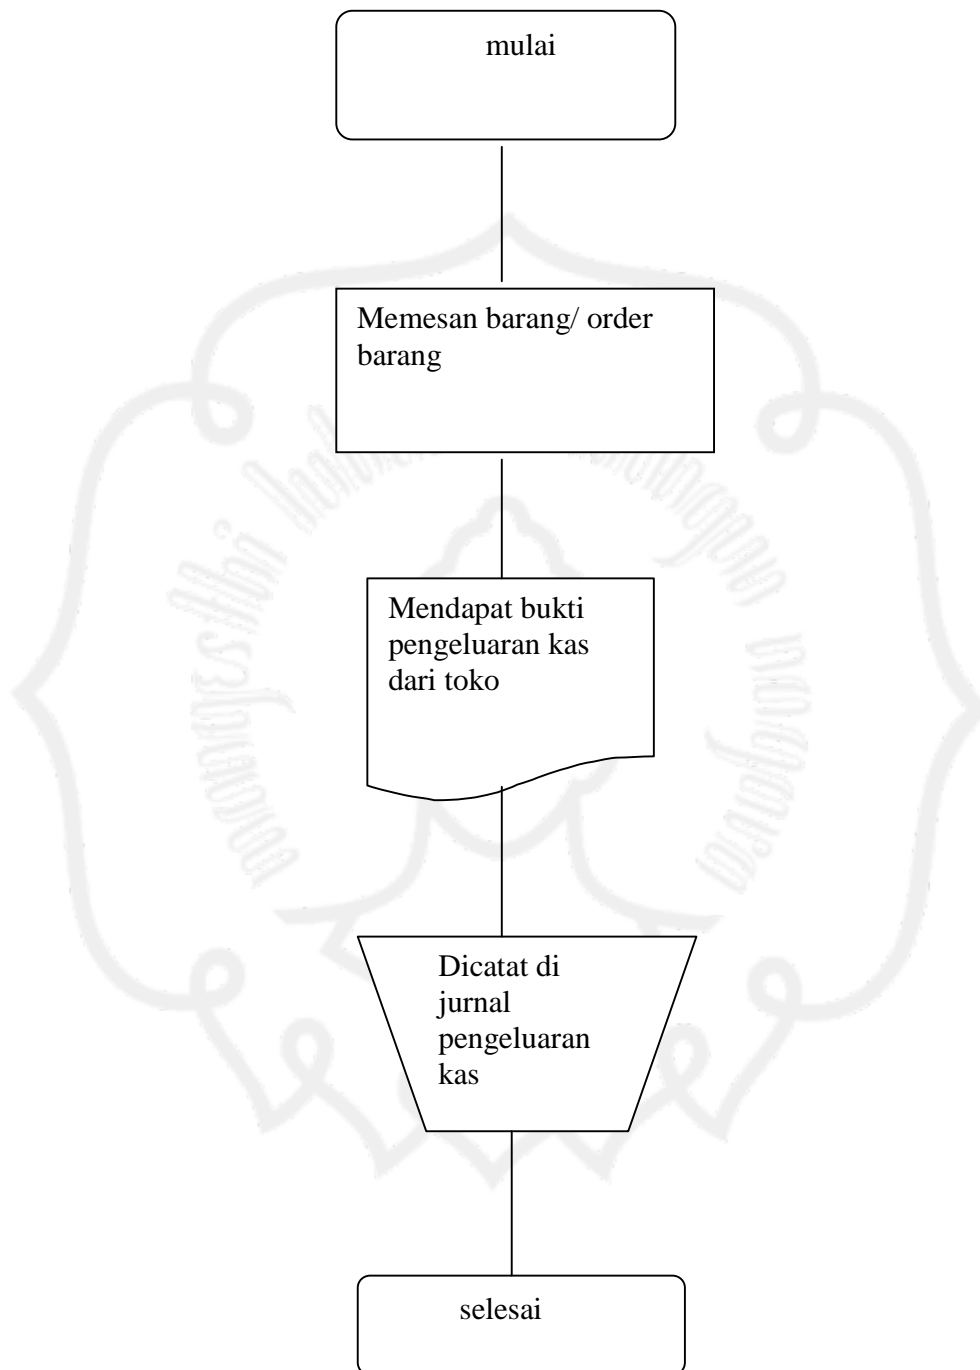 mulai
Memesan barang/ order
barang
Mendapat bukti
pengeluaran kas
dari toko
Dicatat di
jurnal
pengeluaran
kas
selesai